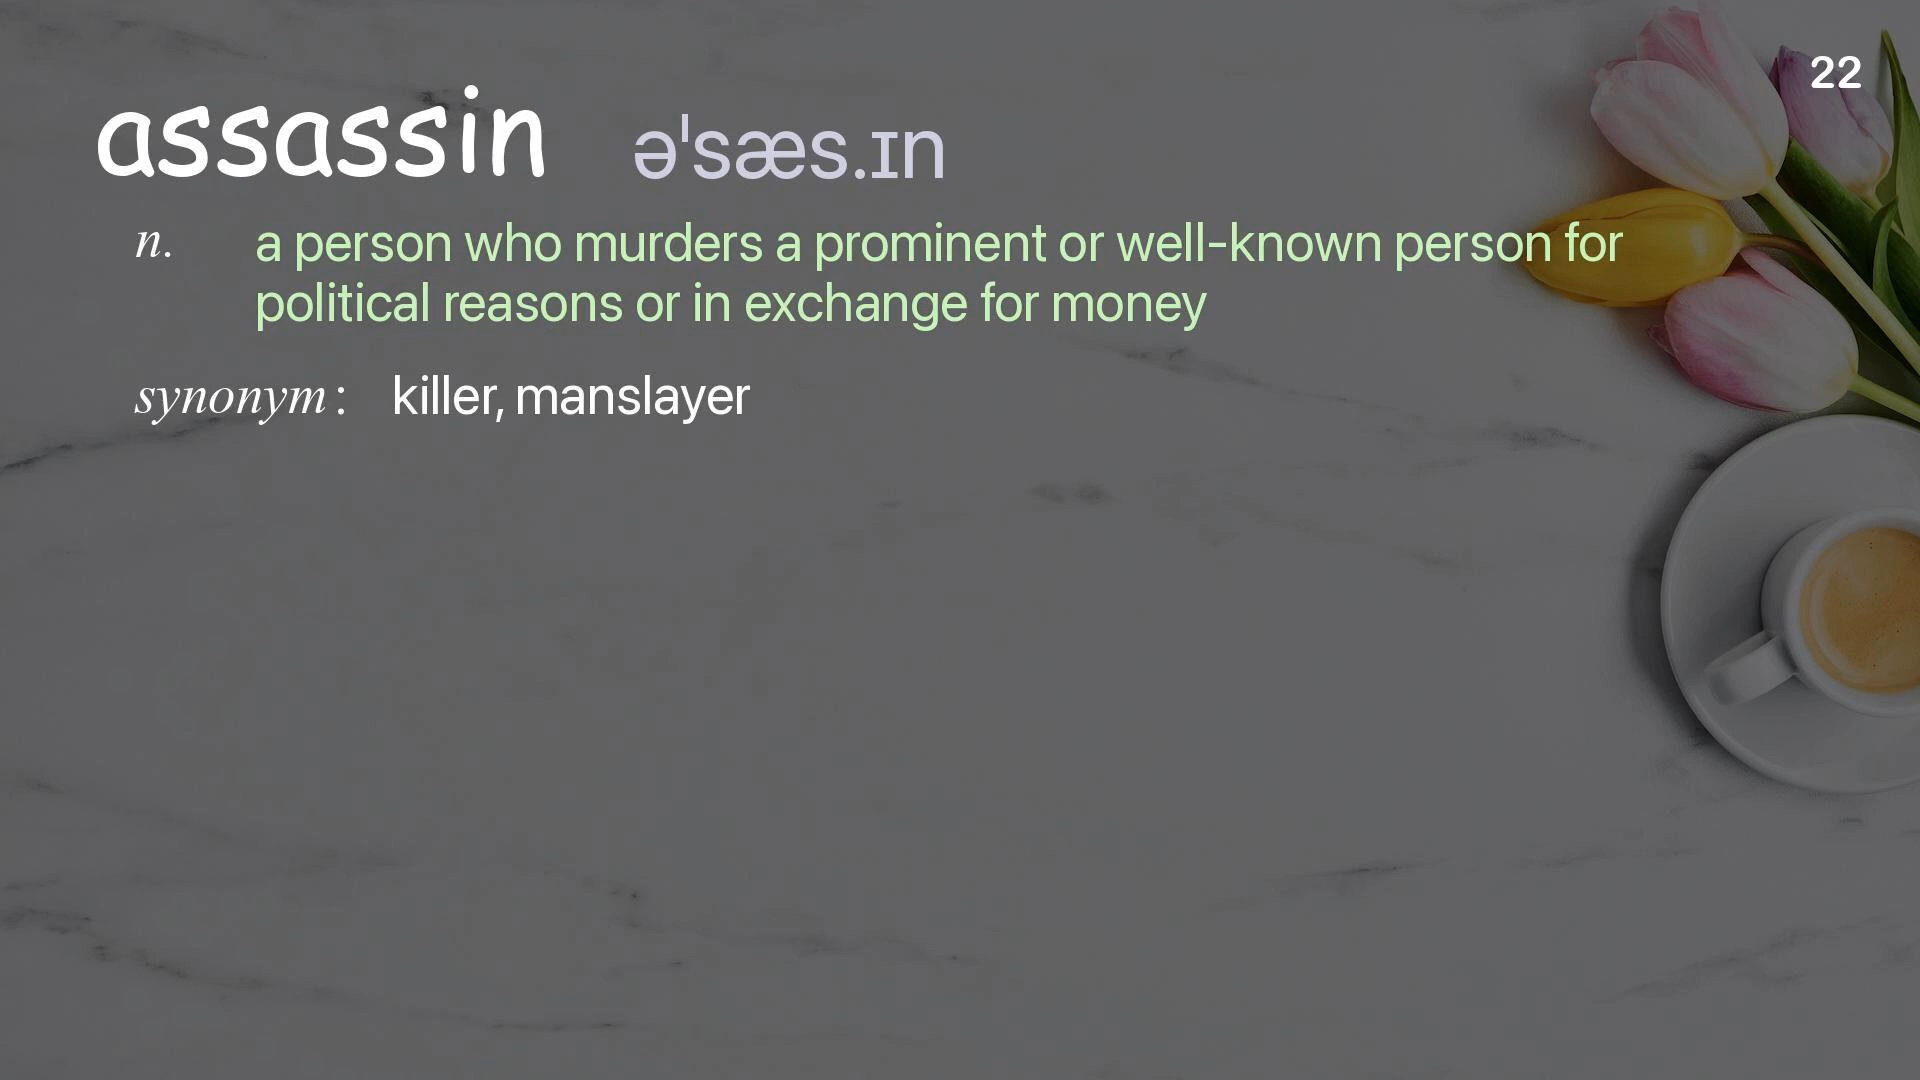 22
assassin əˈsæs.ɪn
n. a person who murders a prominent or well-known person for
political reasons or in exchange for money
synonym : killer, manslayer